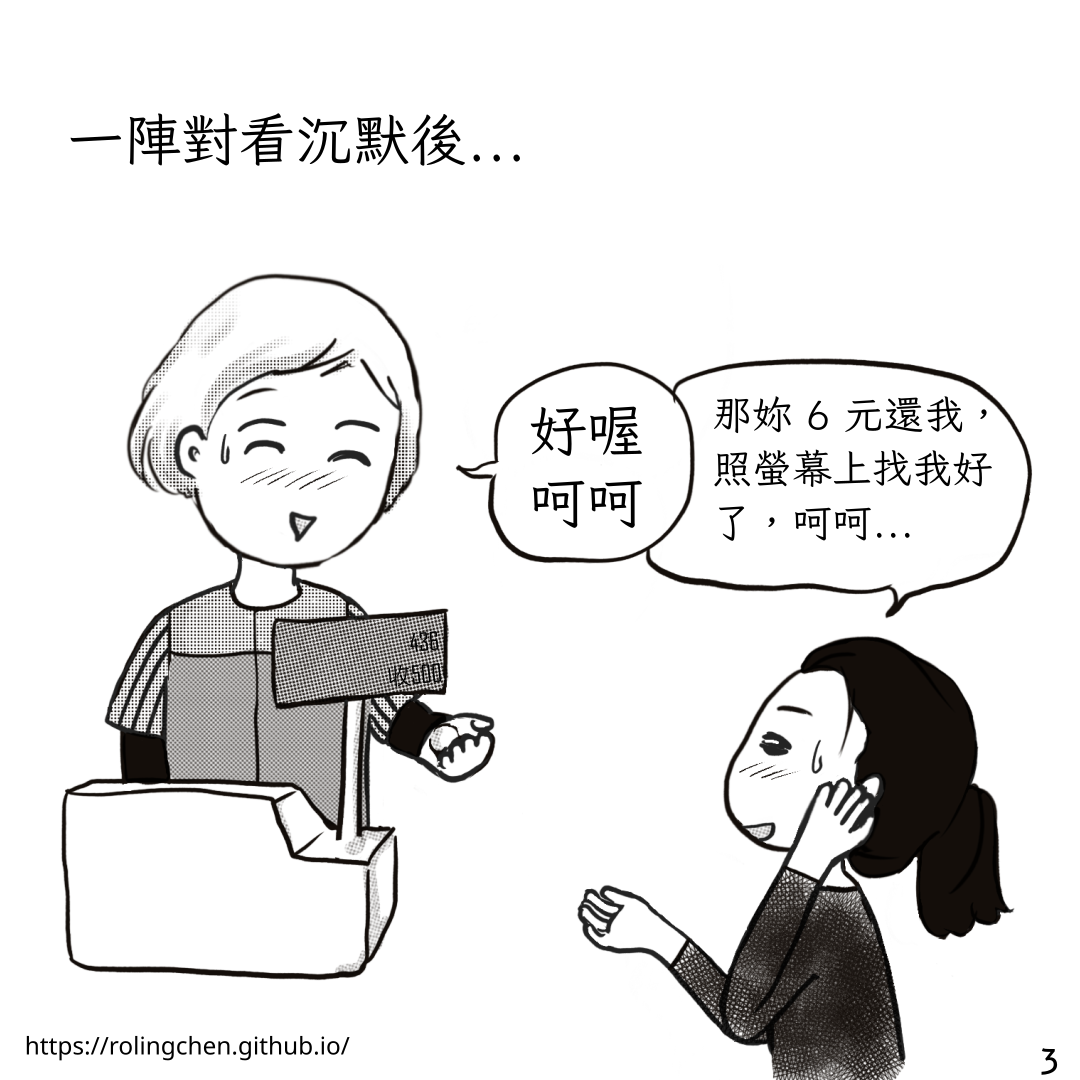 一陣對看沉默後...
好喔
呵呵
那妳 6 元還我，
照螢幕上找我好
了，呵呵...
436
收500
https://rolingchen.github.io/
3